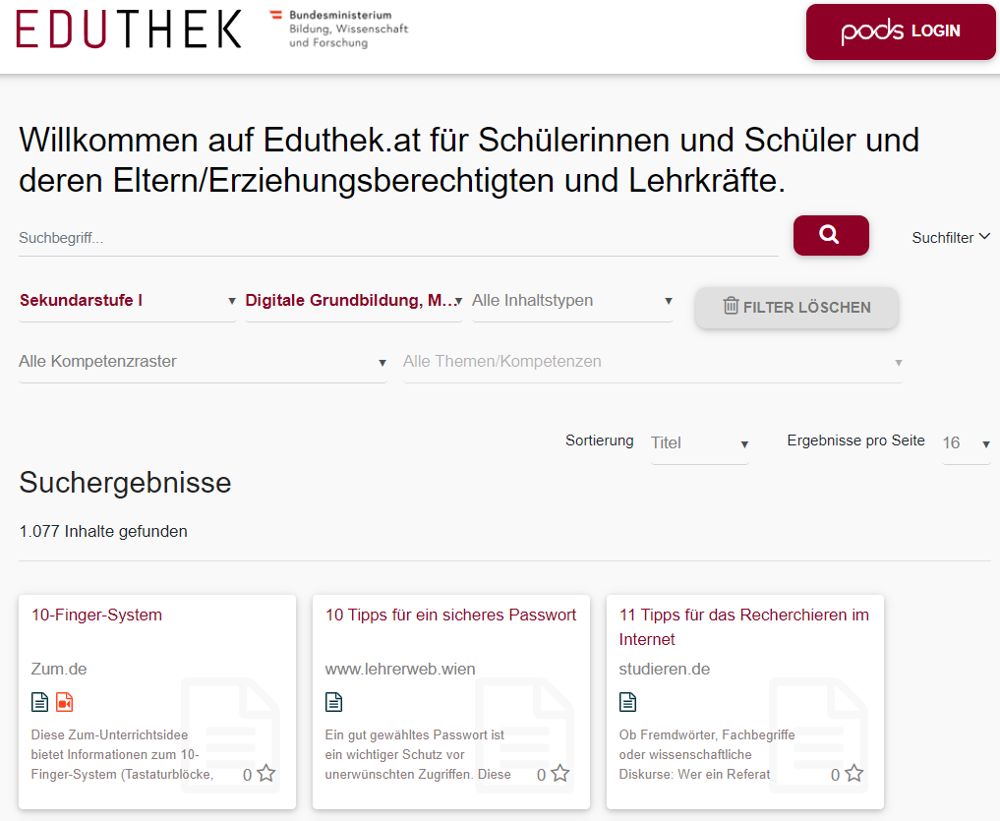 EDUTHEK
Bundesministerium
Bildung, Wissenschaft
und Forschung
pods LOGIN
Willkommen auf Eduthek.at für Schülerinnen und Schüler und
deren Eltern/Erziehungsberechtigten und Lehrkräfte.
Suchbegriff...
Suchfilter
Sekundarstufe I
Digitale Grundbildung, M...
Alle Inhaltstypen
FILTER LÖSCHEN
Alle Kompetenzraster
Alle Themen/Kompetenzen
Sortierung
Titel
Ergebnisse pro Seite
16
Suchergebnisse
1.077 Inhalte gefunden
10-Finger-System
Zum.de
Diese Zum-Unterrichtsidee
bietet Informationen zum 10-
Finger-System (Tastaturblöcke,
0
10 Tipps für ein sicheres Passwort
www.lehrerweb.wien
Ein gut gewähltes Passwort ist
ein wichtiger Schutz vor
unerwünschten Zugriffen. Diese
0
11 Tipps für das Recherchieren im
Internet
studieren.de
Ob Fremdwörter, Fachbegriffe
oder wissenschaftliche
Diskurse: Wer ein Referat
0